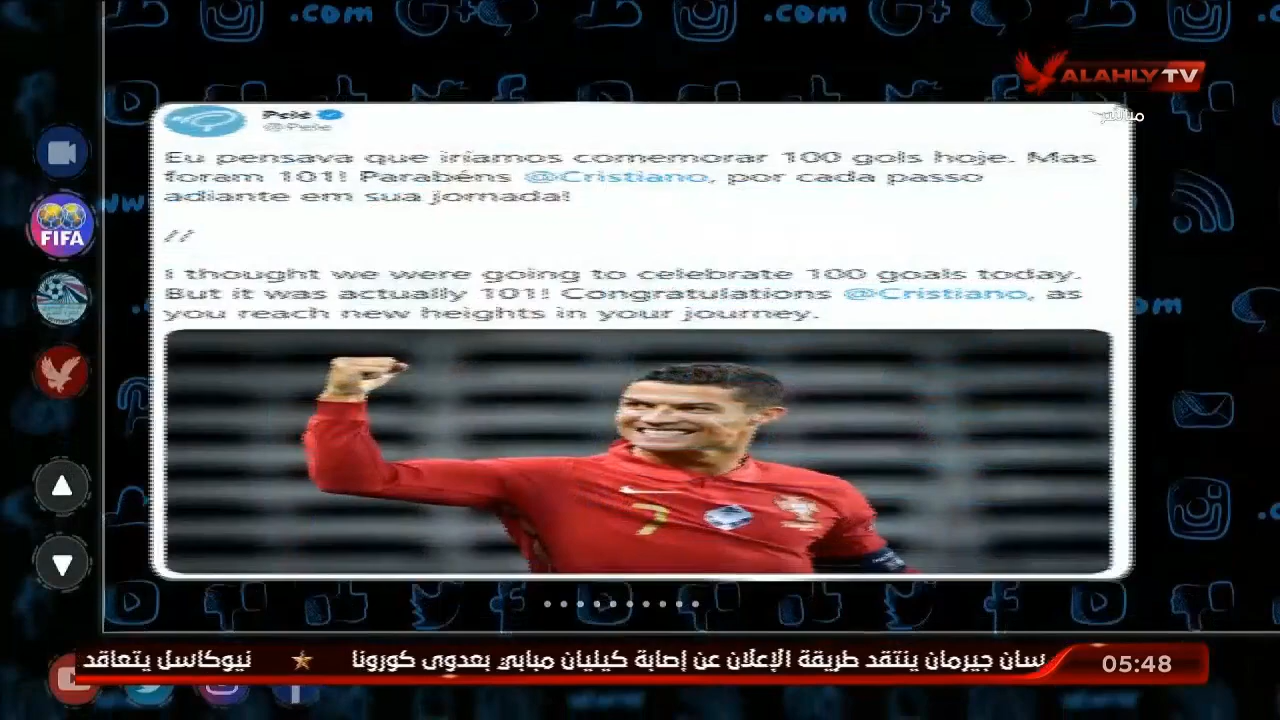 ALAHLY TV
مباشر
Pelé
@Pele
Eu pensava que iríamos comemorar 100 gols hoje. Mas
foram 101! Parabéns @Cristiano, por cada passo
adiante em sua jornada!
//
I thought we were going to celebrate 100 goals today.
But it was actually 101! Congratulations @Cristiano, as
you reach new heights in your journey.
FIFA
7
.com
.com
سان جيرمان ينتقد طريقة الإعلان عن إصابة كيليان مبابي بعدوى كورونا ★ نيوكاسل يتعاقد
05:48